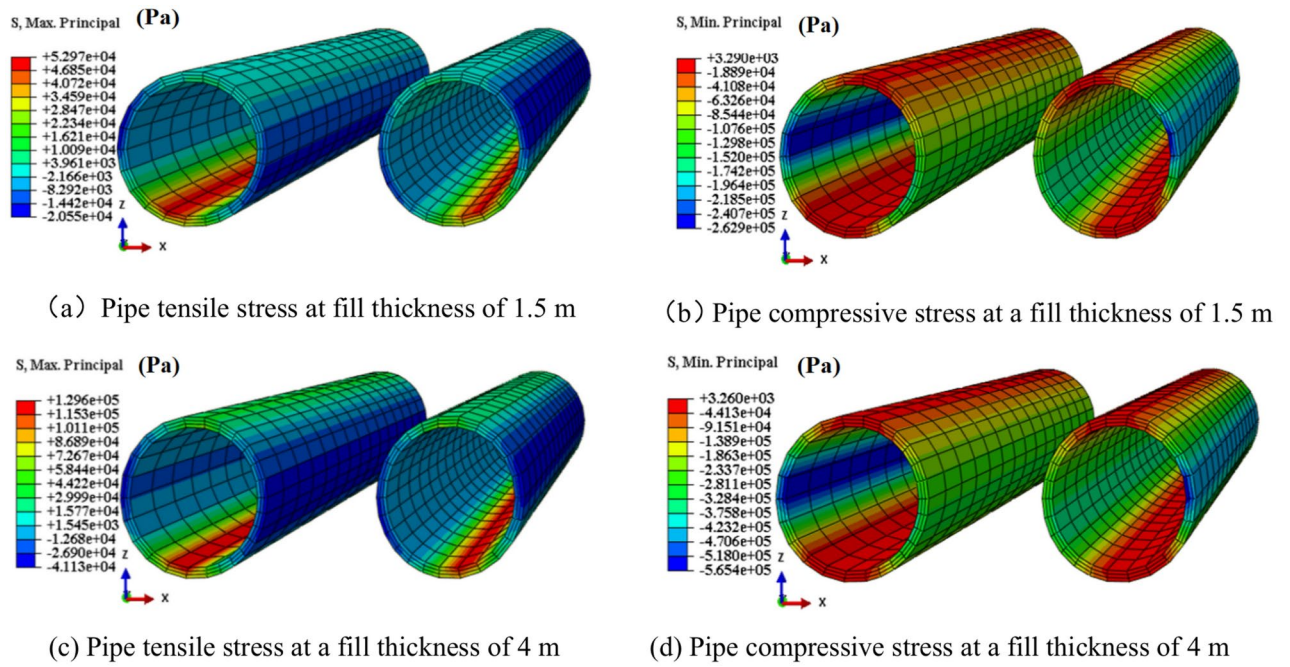 S, Max. Principal (Pa)
+5.297e+04
+4.685e+04
+4.072e+04
+3.459e+04
+2.847e+04
+2.234e+04
+1.621e+04
+1.009e+04
+3.961e+03
-2.166e+03
-8.292e+03
-1.442e+04
-2.055e+04
z
x
S, Min. Principal (Pa)
+3.290e+03
-1.889e+04
-4.108e+04
-6.326e+04
-8.544e+04
-1.076e+05
-1.298e+05
-1.520e+05
-1.742e+05
-1.964e+05
-2.185e+05
-2.407e+05
-2.629e+05
z
x
（a）Pipe tensile stress at fill thickness of 1.5 m
（b）Pipe compressive stress at a fill thickness of 1.5 m
S, Max. Principal (Pa)
+1.296e+05
+1.153e+05
+1.011e+05
+8.689e+04
+7.267e+04
+5.844e+04
+4.422e+04
+2.999e+04
+1.577e+04
+1.545e+03
-1.268e+04
-2.690e+04
-4.113e+04
z
x
S, Min. Principal (Pa)
+3.260e+03
-4.413e+04
-9.151e+04
-1.389e+05
-1.863e+05
-2.337e+05
-2.811e+05
-3.284e+05
-3.758e+05
-4.232e+05
-4.706e+05
-5.180e+05
-5.654e+05
z
x
(c) Pipe tensile stress at a fill thickness of 4 m
(d) Pipe compressive stress at a fill thickness of 4 m